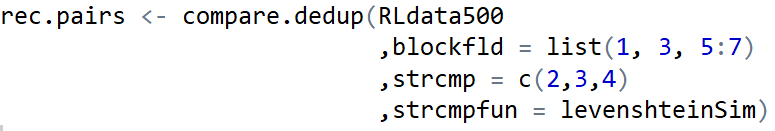 rec.pairs <- compare.dedup(RLdata500
,blockfld = list(1, 3, 5:7)
,strcmp = c(2,3,4)
,strcmpfun = levenshteinSim)